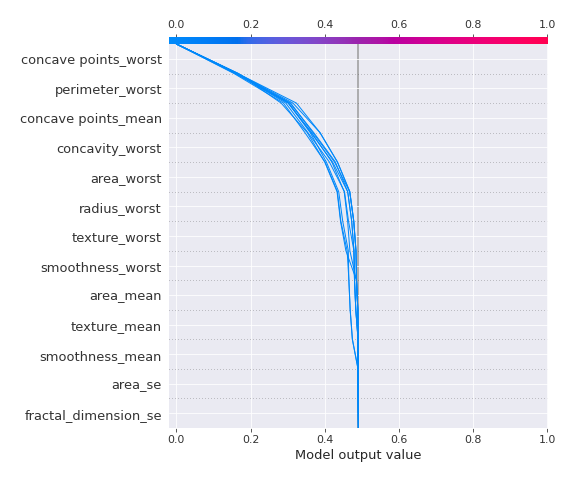 0.0 0.2 0.4 0.6 0.8 1.0
concave points_worst
perimeter_worst
concave points_mean
concavity_worst
area_worst
radius_worst
texture_worst
smoothness_worst
area_mean
texture_mean
smoothness_mean
area_se
fractal_dimension_se
0.0 0.2 0.4 0.6 0.8 1.0
Model output value